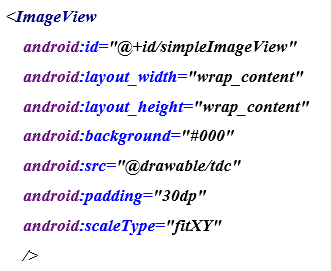 <ImageView
android:id="@+id/simpleImageView"
android:layout_width="wrap_content"
android:layout_height="wrap_content"
android:background="#000"
android:src="@drawable/tdc"
android:padding="30dp"
android:scaleType="fitXY"
/>